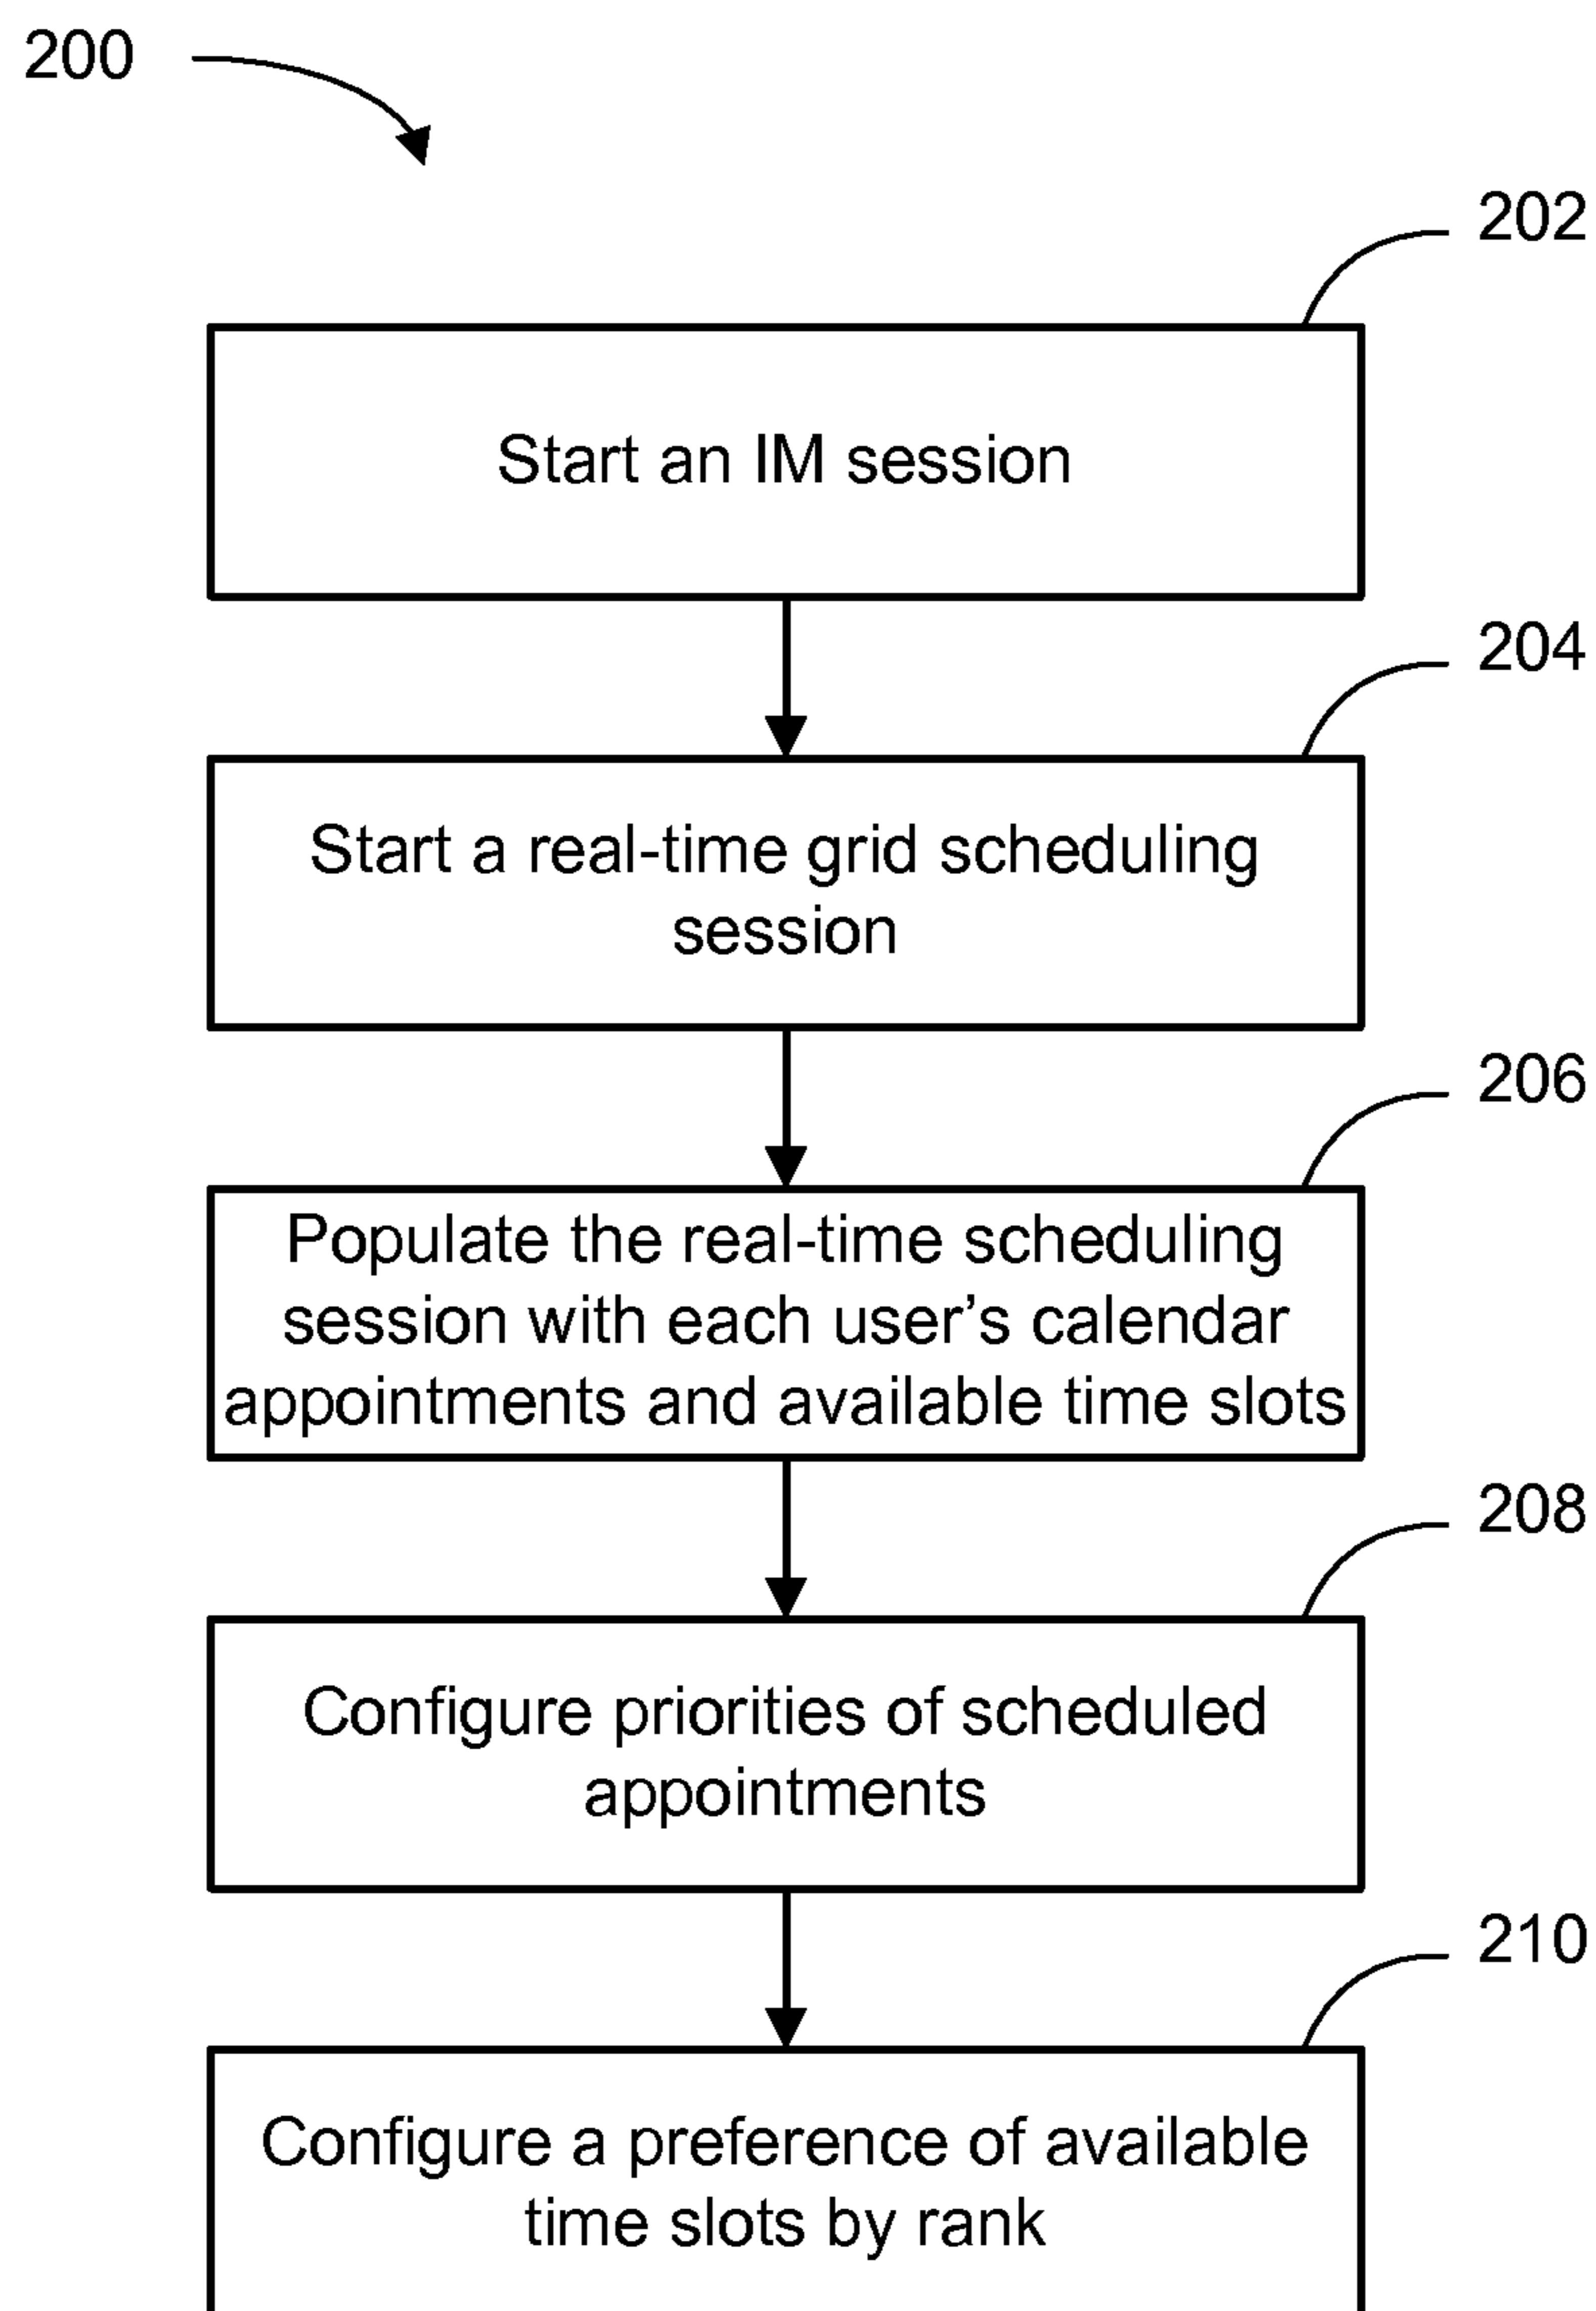 200
202
Start an IM session
204
Start a real-time grid scheduling
session
206
Populate the real-time scheduling
session with each user’s calendar
appointments and available time slots
208
Configure priorities of scheduled
appointments
210
Configure a preference of available
time slots by rank